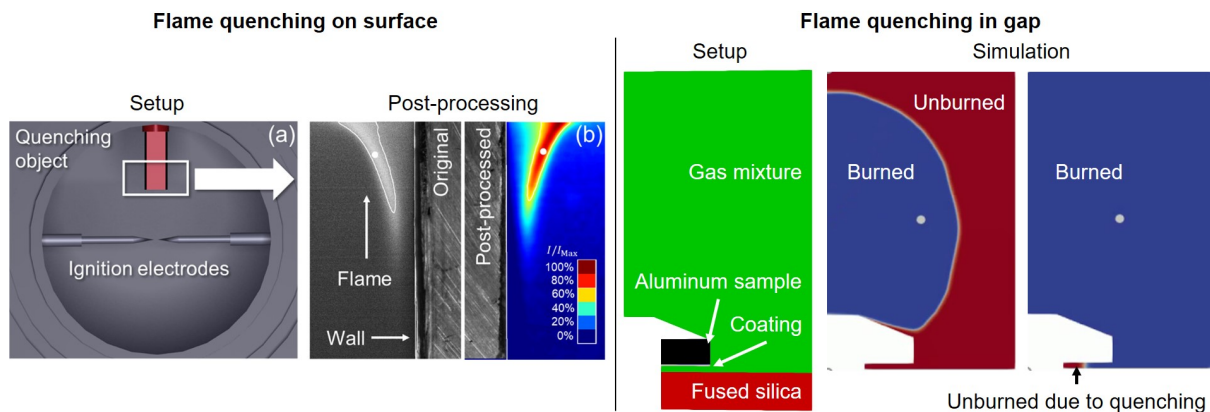 Flame quenching on surface
Setup
(a)
Quenching
object
Ignition electrodes
Post-processing
(b)
Original
Post-processed
Flame
Wall
I/I_Max
100%
80%
60%
40%
20%
0%
Flame quenching in gap
Setup
Gas mixture
Aluminum sample
Coating
Fused silica
Simulation
Unburned
Burned
Burned
Unburned due to quenching